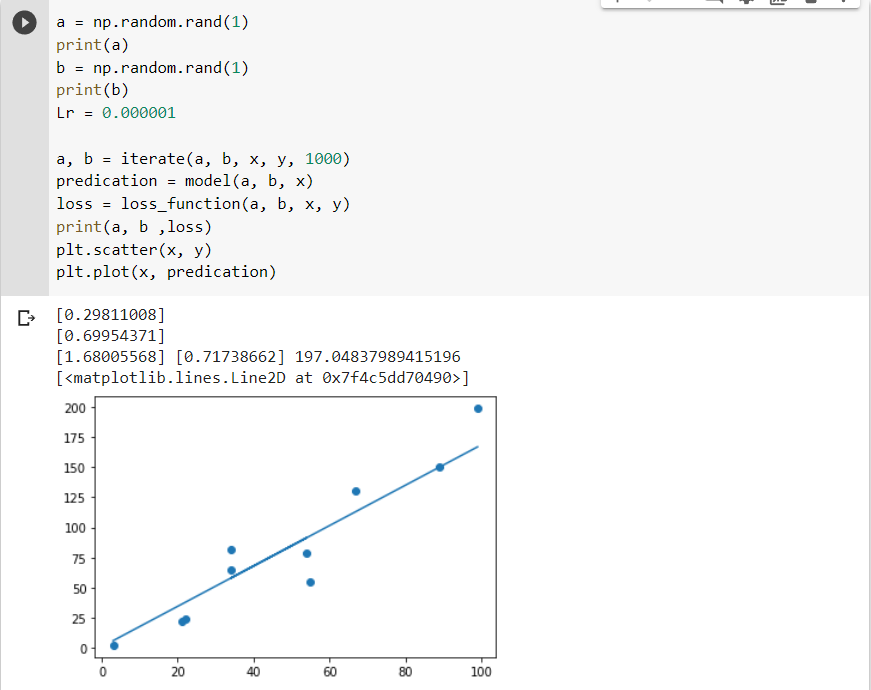 a = np.random.rand(1)
print(a)
b = np.random.rand(1)
print(b)
Lr = 0.000001
a, b = iterate(a, b, x, y, 1000)
predication = model(a, b, x)
loss = loss_function(a, b, x, y)
print(a, b ,loss)
plt.scatter(x, y)
plt.plot(x, predication)
[0.29811008]
[0.69954371]
[1.68005568] [0.71738662] 197.04837989415196
[<matplotlib.lines.Line2D at 0x7f4c5dd70490>]
200
175
150
125
100
75
50
25
0
0 20 40 60 80 100